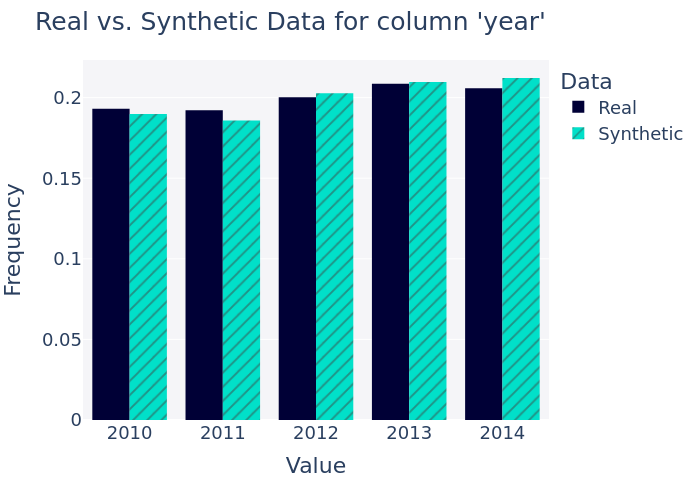 Real vs. Synthetic Data for column 'year'
Data
Real
Synthetic
Frequency
0.2
0.15
0.1
0.05
0
2010 2011 2012 2013 2014
Value